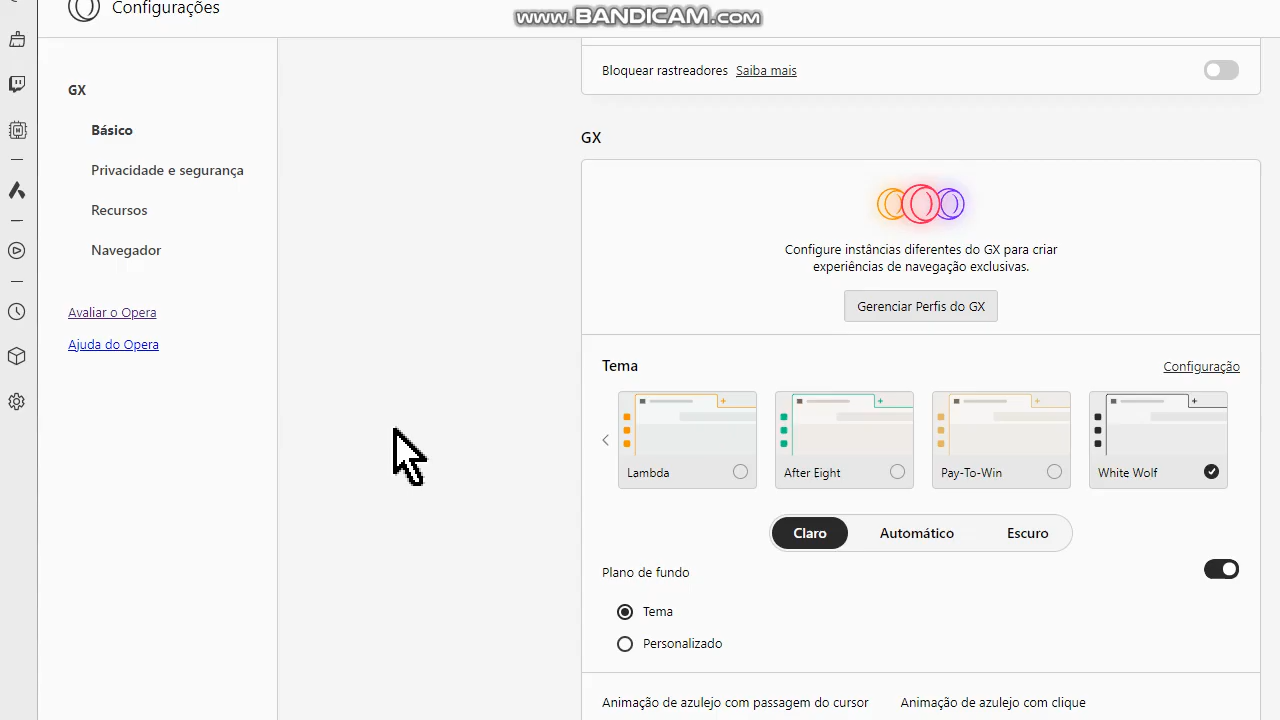 Configurações
www.BANDICAM.com
Bloquear rastreadores Saiba mais
GX
Básico
Privacidade e segurança
Recursos
Navegador
Avaliar o Opera
Ajuda do Opera
GX
Configure instâncias diferentes do GX para criar
experiências de navegação exclusivas.
Gerenciar Perfis do GX
Tema
Configuração
Lambda
After Eight
Pay-To-Win
White Wolf
Claro
Automático
Escuro
Plano de fundo
Tema
Personalizado
Animação de azulejo com passagem do cursor
Animação de azulejo com clique